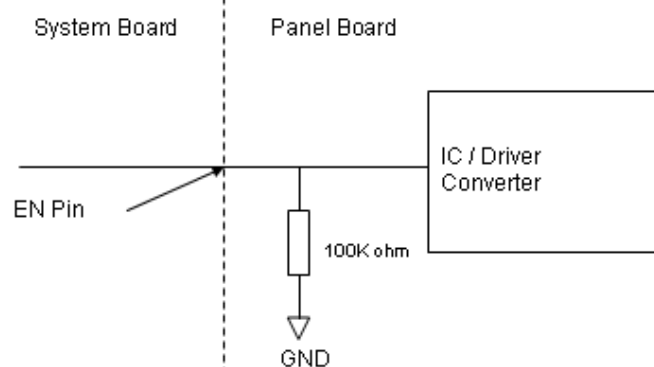 System Board
Panel Board
IC / Driver
Converter
EN Pin
100K ohm
GND